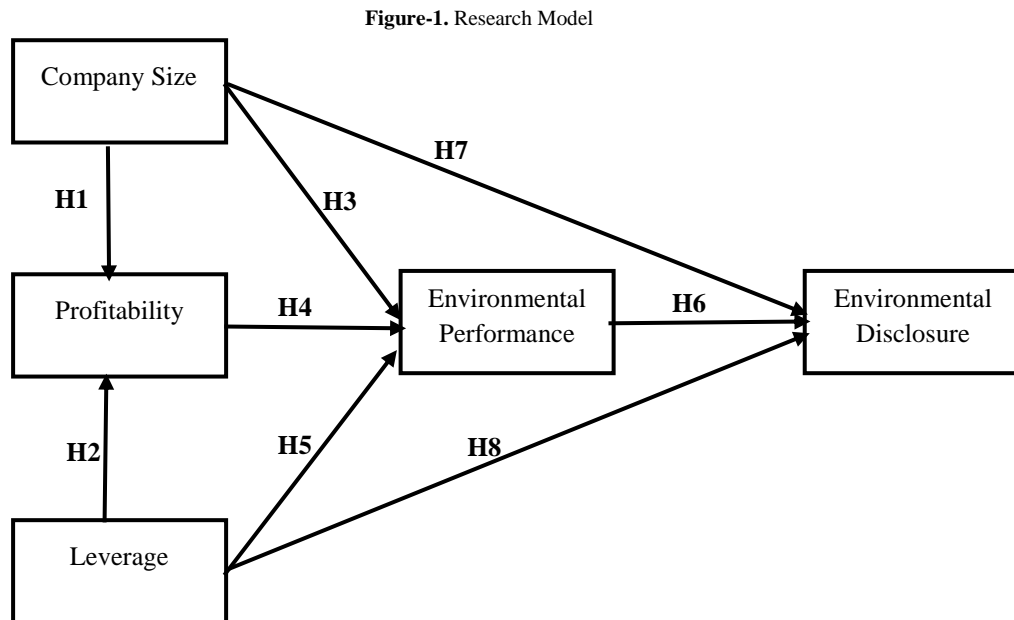 Figure-1. Research Model
Company Size
H7
H1
H3
Profitability
H4
Environmental
Performance
H6
Environmental
Disclosure
H2
H5
H8
Leverage